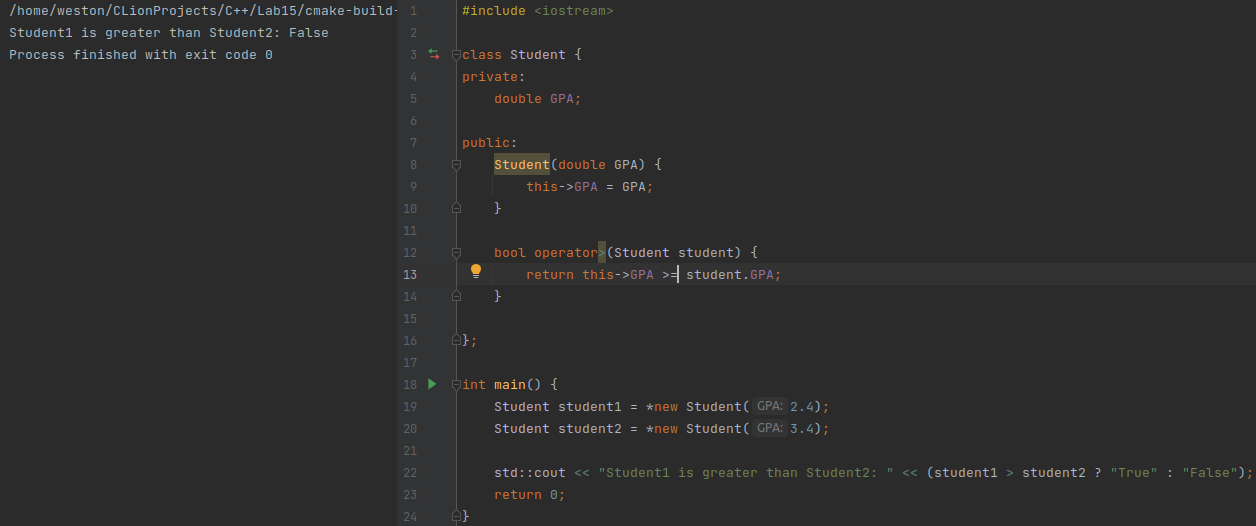 /home/weston/CLionProjects/C++/Lab15/cmake-build-
Student1 is greater than Student2: False
Process finished with exit code 0
1 #include <iostream>
2
3 class Student {
4 private:
5     double GPA;
6
7 public:
8     Student(double GPA) {
9         this->GPA = GPA;
10     }
11
12     bool operator>(Student student) {
13         return this->GPA >= student.GPA;
14     }
15
16 };
17
18 int main() {
19     Student student1 = *new Student( GPA: 2.4);
20     Student student2 = *new Student( GPA: 3.4);
21
22     std::cout << "Student1 is greater than Student2: " << (student1 > student2 ? "True" : "False");
23     return 0;
24 }